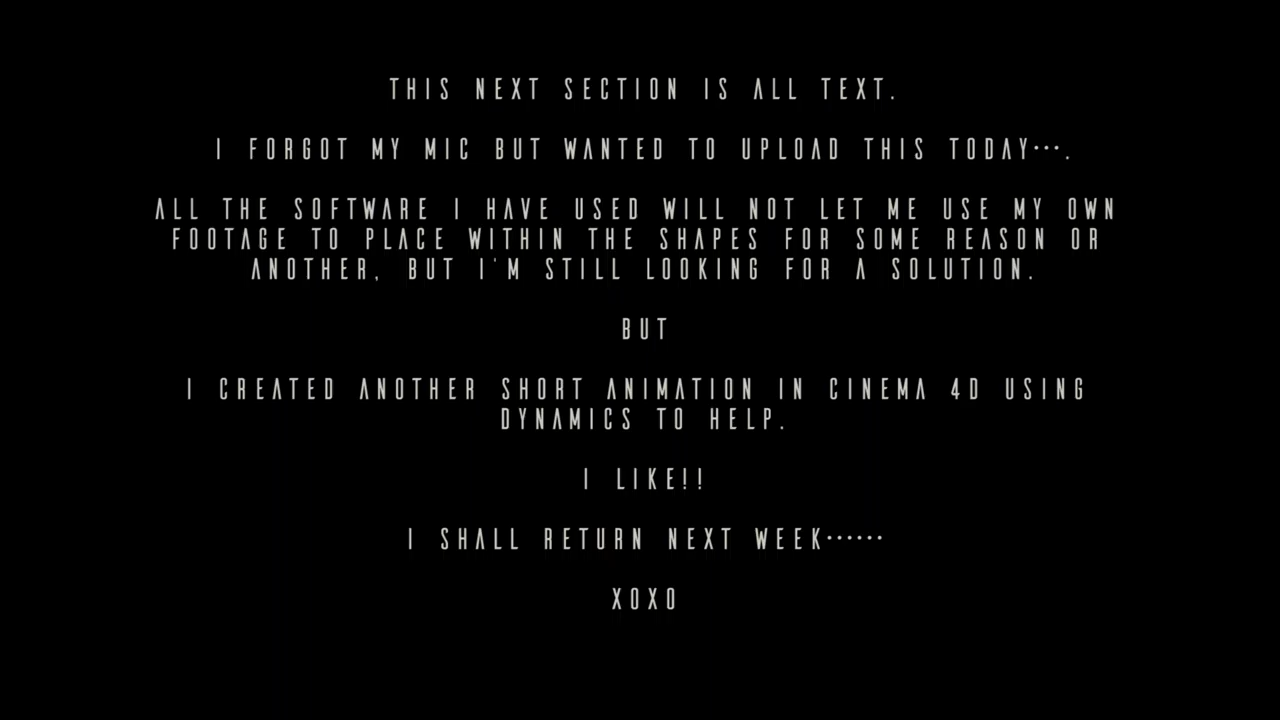 THIS NEXT SECTION IS ALL TEXT.
I FORGOT MY MIC BUT WANTED TO UPLOAD THIS TODAY….
ALL THE SOFTWARE I HAVE USED WILL NOT LET ME USE MY OWN
FOOTAGE TO PLACE WITHIN THE SHAPES FOR SOME REASON OR
ANOTHER, BUT I'M STILL LOOKING FOR A SOLUTION.
BUT
I CREATED ANOTHER SHORT ANIMATION IN CINEMA 4D USING
DYNAMICS TO HELP.
I LIKE!!
I SHALL RETURN NEXT WEEK……
XOXO